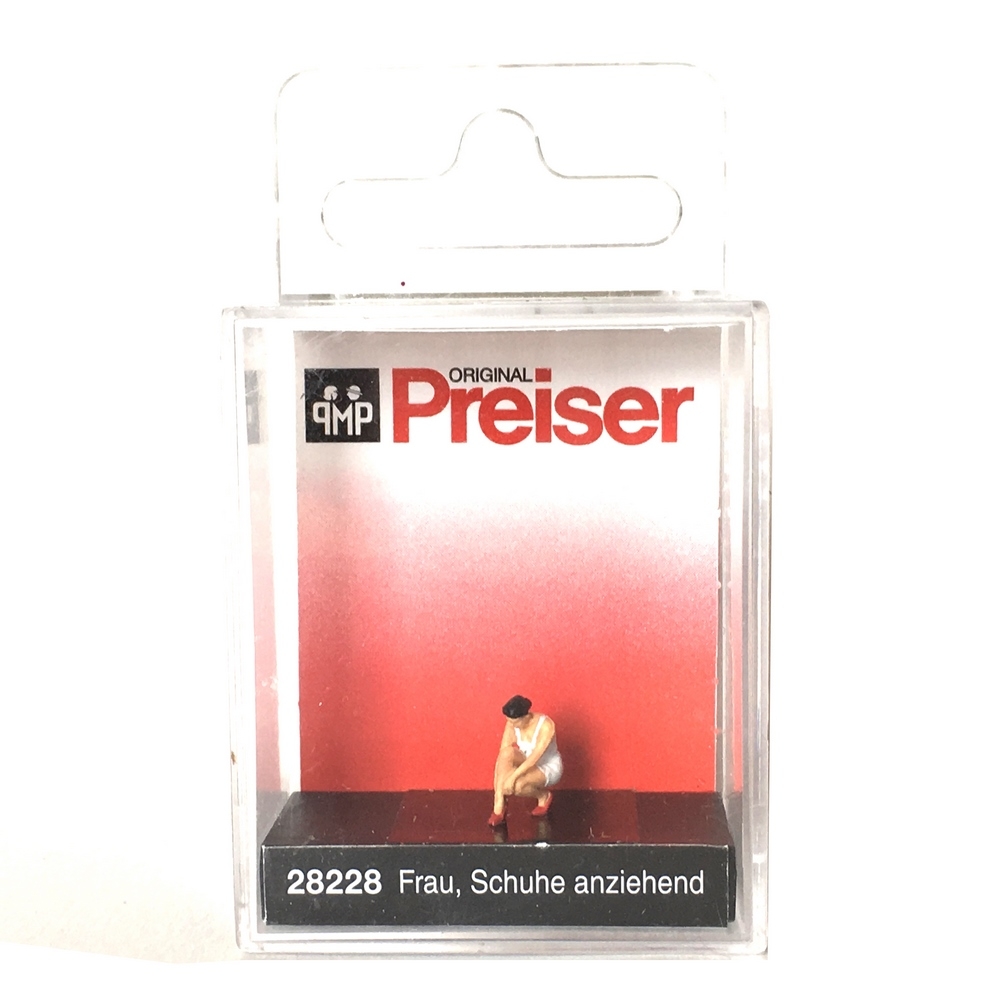 PMP
ORIGINAL
Preiser
28228 Frau, Schuhe anziehend